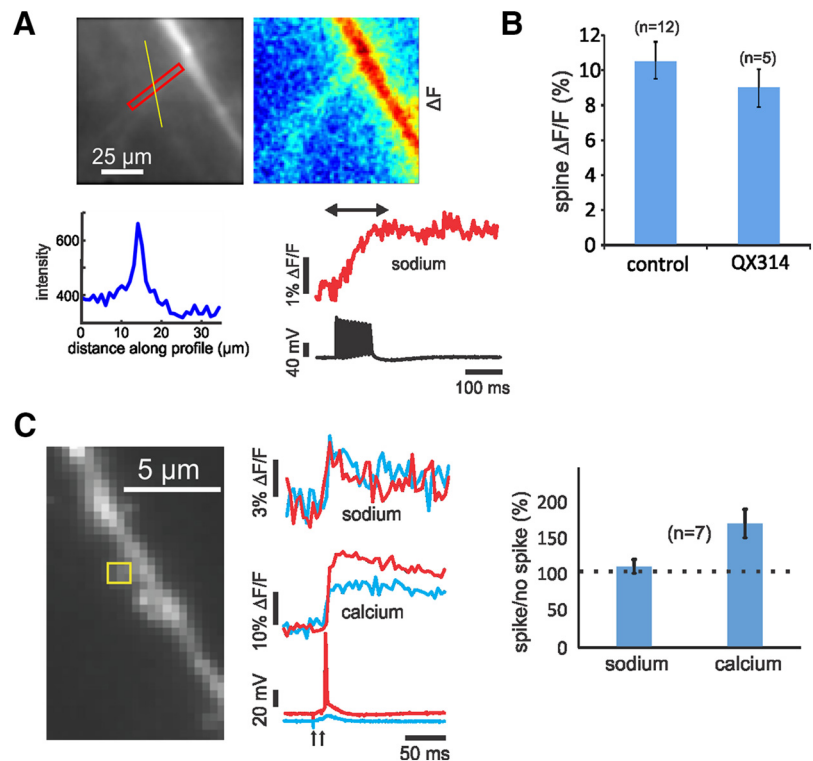 A
25 µm
ΔF
intensity
600
400
0
10
20
30
distance along profile (µm)
1% ΔF/F
sodium
40 mV
100 ms
B
spine ΔF/F (%)
12
10
8
6
4
2
0
(n=12)
(n=5)
control
QX314
C
5 µm
3% ΔF/F
sodium
10% ΔF/F
calcium
20 mV
50 ms
spike/no spike (%)
200
150
100
50
0
(n=7)
sodium
calcium